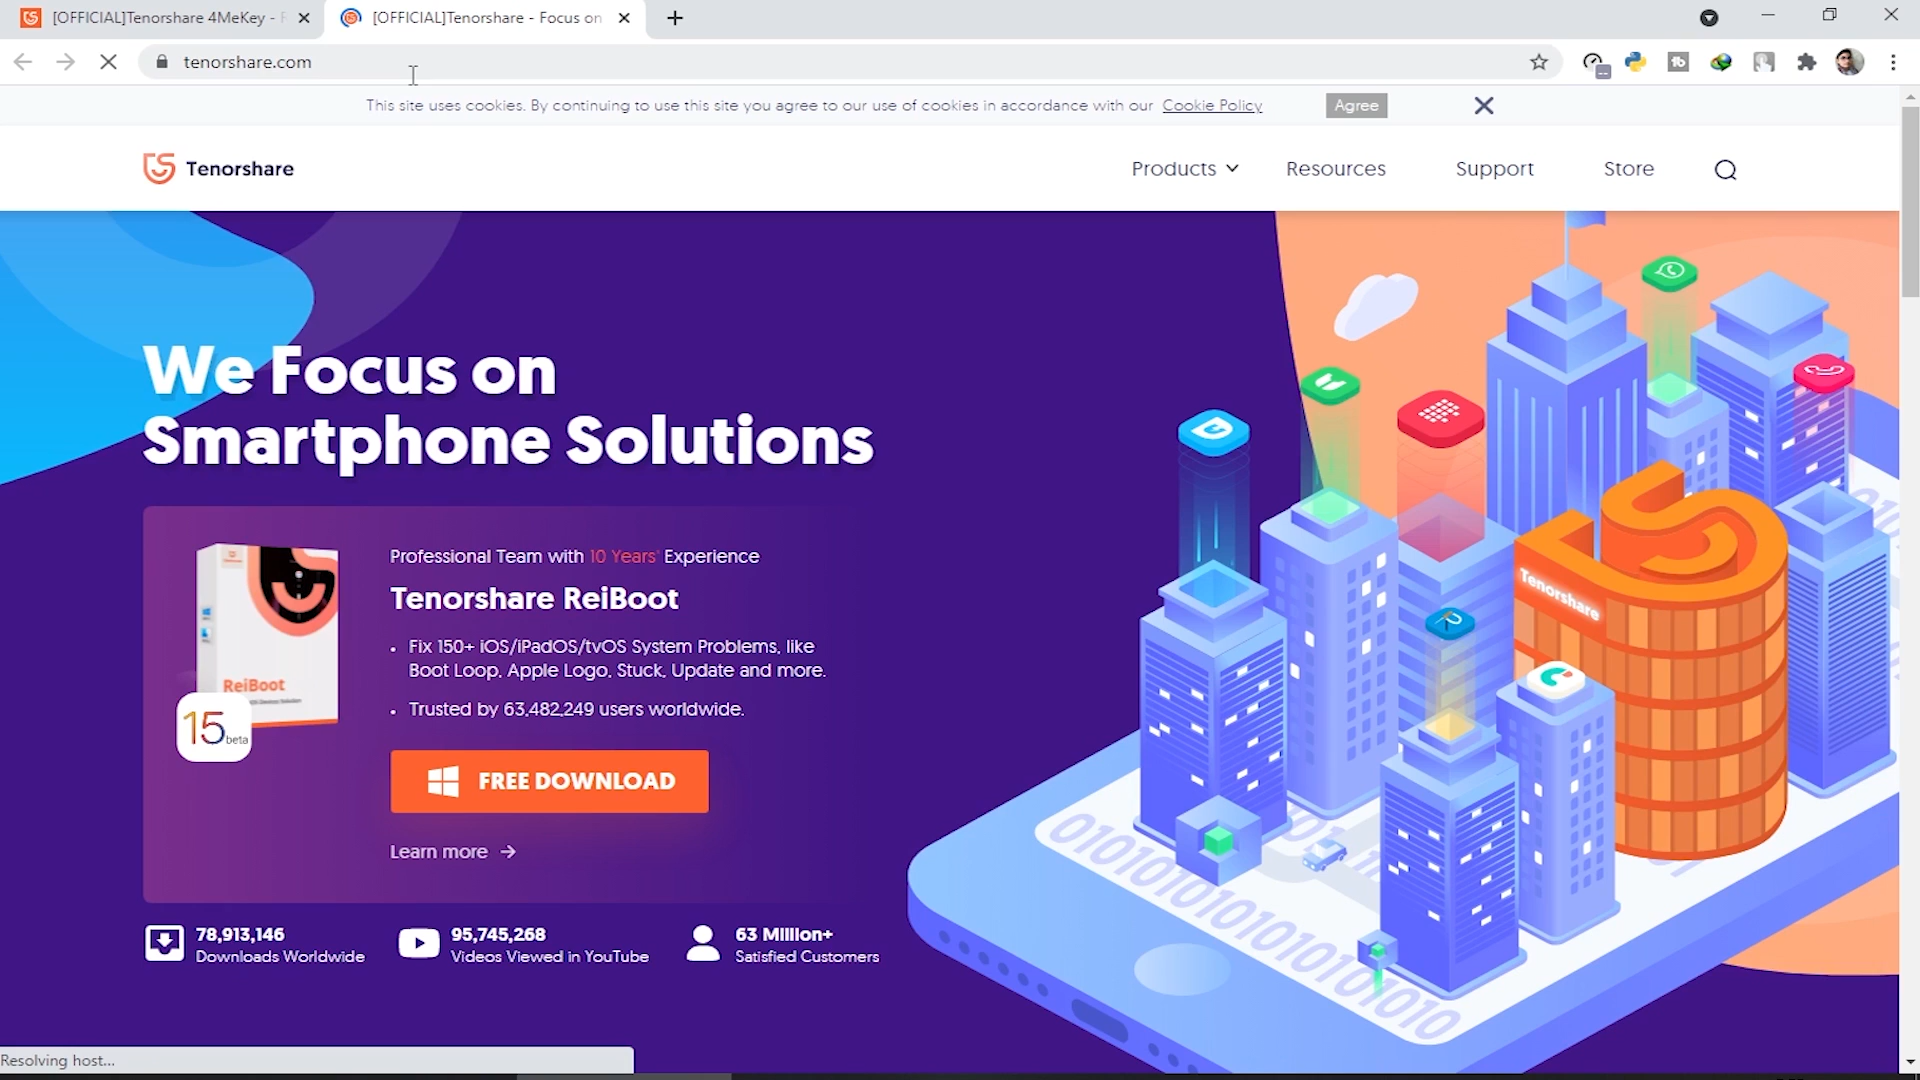 [OFFICIAL]Tenorshare 4MeKey -
[OFFICIAL]Tenorshare - Focus on
tenorshare.com
This site uses cookies. By continuing to use this site you agree to our use of cookies in accordance with our Cookie Policy
Agree
Tenorshare
Products
Resources
Support
Store
We Focus on
Smartphone Solutions
Professional Team with 10 Years' Experience
Tenorshare ReiBoot
• Fix 150+ iOS/iPadOS/tvOS System Problems, like
Boot Loop, Apple Logo, Stuck, Update and more.
• Trusted by 63,482,249 users worldwide.
ReiBoot
15 beta
FREE DOWNLOAD
Learn more →
78,913,146
Downloads Worldwide
95,745,268
Videos Viewed in YouTube
63 Million+
Satisfied Customers
Tenorshare
010101010101010101010
Resolving host...